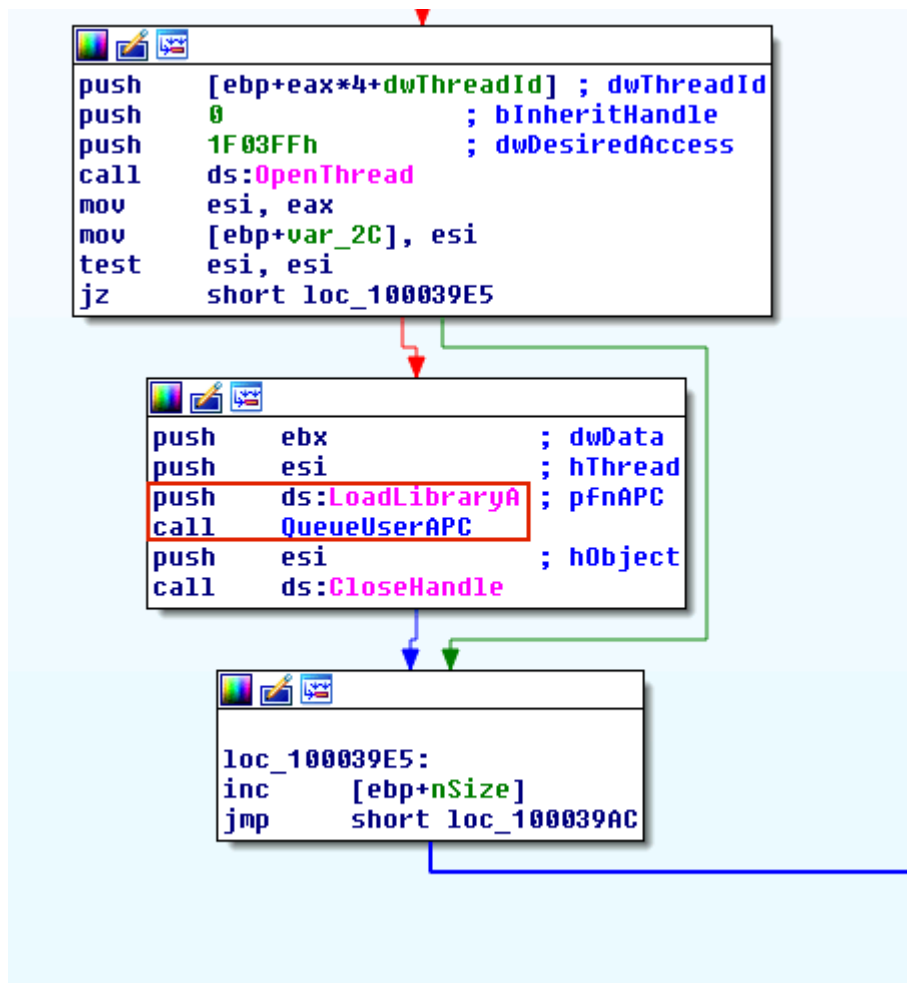 push [ebp+eax*4+dwThreadId] ; dwThreadId
push 0 ; bInheritHandle
push 1F03FFh ; dwDesiredAccess
call ds:OpenThread
mov esi, eax
mov [ebp+var_2C], esi
test esi, esi
jz short loc_100039E5
push ebx ; dwData
push esi ; hThread
push ds:LoadLibraryA ; pfnAPC
call QueueUserAPC
push esi ; hObject
call ds:CloseHandle
loc_100039E5:
inc [ebp+nSize]
jmp short loc_100039AC